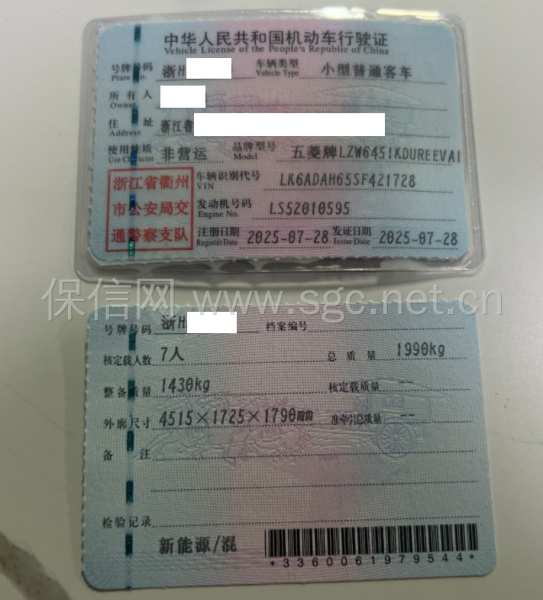 中华人民共和国机动车行驶证
Vehicle License of the People's Republic of China
号牌号码 浙H 车辆类型 小型普通客车
Plate No. Vehicle Type
所有人
Owner
住址 浙江省
Address
使用性质 非营运 品牌型号 五菱牌LZW6451KDUREEVA1
Use Character Model
浙江省衢州 车辆识别代号 LK6ADAH65SF421728
VIN
市公安局交 发动机号码 LS52010595
Engine No.
通警察支队 注册日期 2025-07-28 发证日期 2025-07-28
Register Date Issue Date
保信网 www.sgc.net.cn
号牌号码 浙H 档案编号
核定载人数 7人 总质量 1990kg
整备质量 1430kg 核定载质量 --
外廓尺寸 4515×1725×1790mm 准牵引总质量 --
备注
检验记录
新能源/混
*3360061979544*